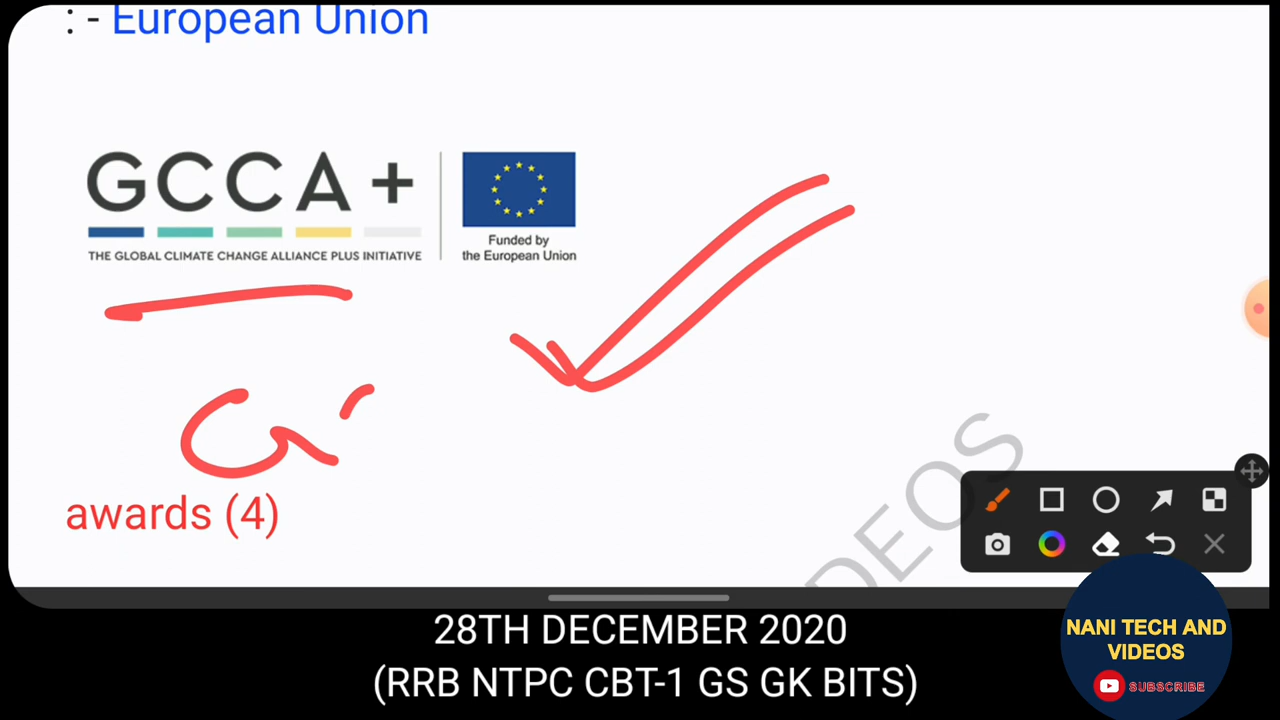 : - European Union
GCCA+
THE GLOBAL CLIMATE CHANGE ALLIANCE PLUS INITIATIVE
Funded by
the European Union
awards (4)
DEOS
28TH DECEMBER 2020
(RRB NTPC CBT-1 GS GK BITS)
NANI TECH AND
VIDEOS
SUBSCRIBE